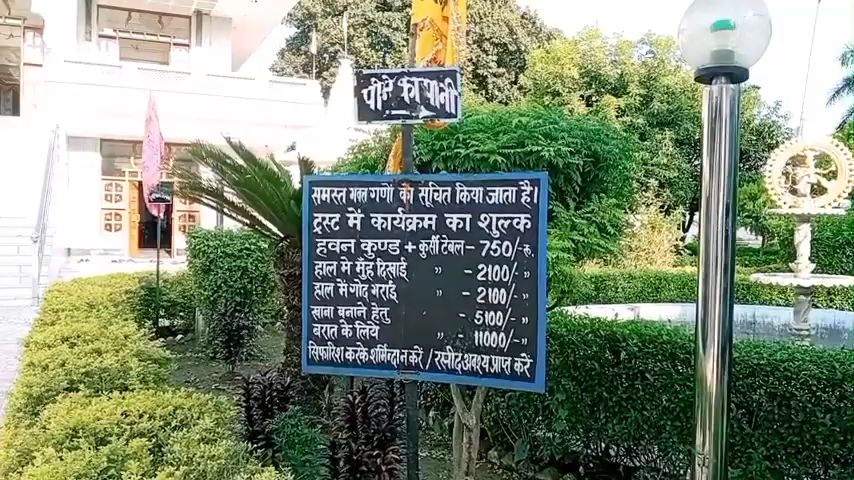 पीने का पानी
समस्त भक्त गणों को सूचित किया जाता है।
ट्रस्ट में कार्यक्रम का शुल्क
हवन कुण्ड + कुर्सी टेबल - 750/-रु.
हाल में मुँह दिखाई " - 2100/- "
हाल में गोद भराई " - 2100/- "
खाना बनाने हेतु " - 5100/- "
बरात के लिये " - 11000/- "
सिफारिश करके शर्मिन्दा न करें / रसीद अवश्य प्राप्त करें